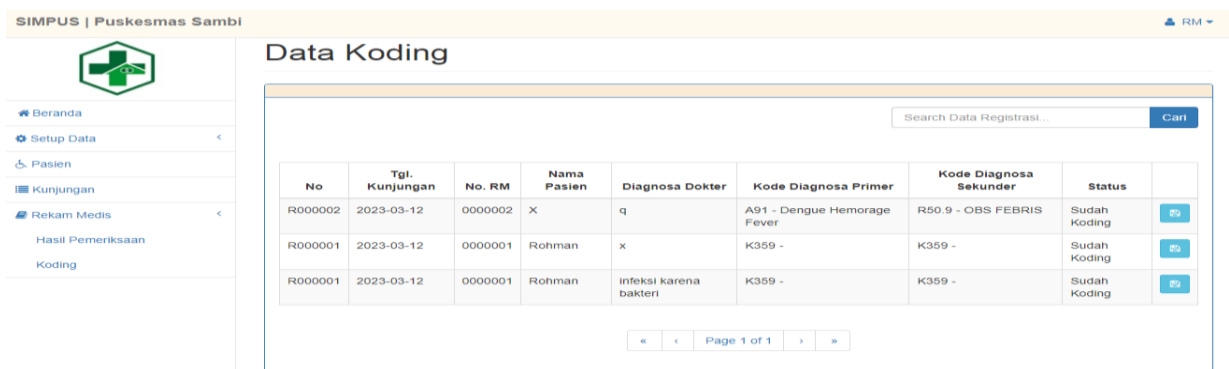 SIMPUS | Puskesmas Sambi
RM
Data Koding
Beranda
Setup Data
Pasien
Kunjungan
Rekam Medis
Hasil Pemeriksaan
Koding
Search Data Registrasi...
Cari
No Tgl. Kunjungan No. RM Nama Pasien Diagnosa Dokter Kode Diagnosa Primer Kode Diagnosa Sekunder Status
R000002 2023-03-12 0000002 X q A91 - Dengue Hemorage Fever R50.9 - OBS FEBRIS Sudah Koding
R000001 2023-03-12 0000001 Rohman x K359 - K359 - Sudah Koding
R000001 2023-03-12 0000001 Rohman infeksi karena bakteri K359 - K359 - Sudah Koding
« ‹ Page 1 of 1 › »